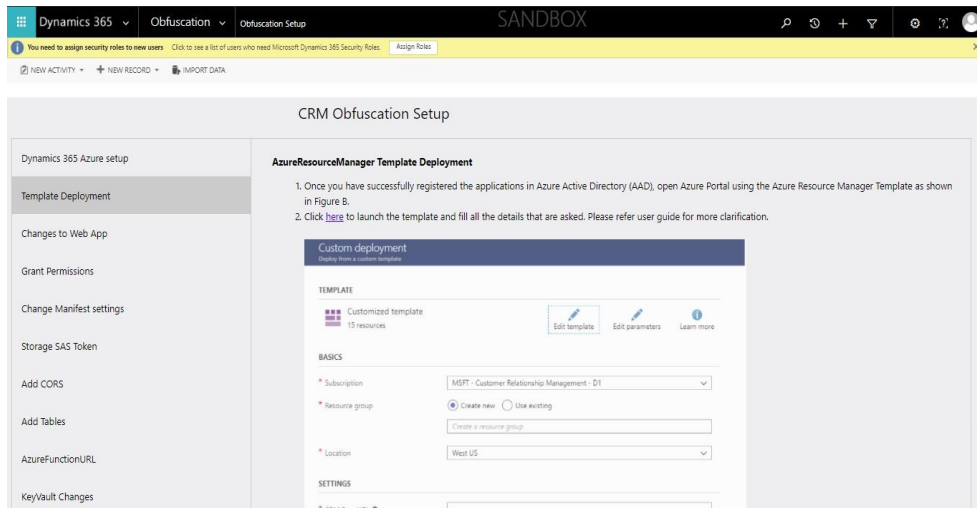 Dynamics 365 Obfuscation Obfuscation Setup SANDBOX
You need to assign security roles to new users Click to see a list of users who need Microsoft Dynamics 365 Security Roles. Assign Roles
NEW ACTIVITY NEW RECORD IMPORT DATA
CRM Obfuscation Setup
Dynamics 365 Azure setup
Template Deployment
Changes to Web App
Grant Permissions
Change Manifest settings
Storage SAS Token
Add CORS
Add Tables
AzureFunctionURL
KeyVault Changes
AzureResourceManager Template Deployment
1. Once you have successfully registered the applications in Azure Active Directory (AAD), open Azure Portal using the Azure Resource Manager Template as shown
in Figure B.
2. Click here to launch the template and fill all the details that are asked. Please refer user guide for more clarification.
Custom deployment
Deploy from a custom template
TEMPLATE
Customized template
15 resources
Edit template Edit parameters Learn more
BASICS
* Subscription MSFT - Customer Relationship Management - D1
* Resource group Create new Use existing
Create a resource group
* Location West US
SETTINGS